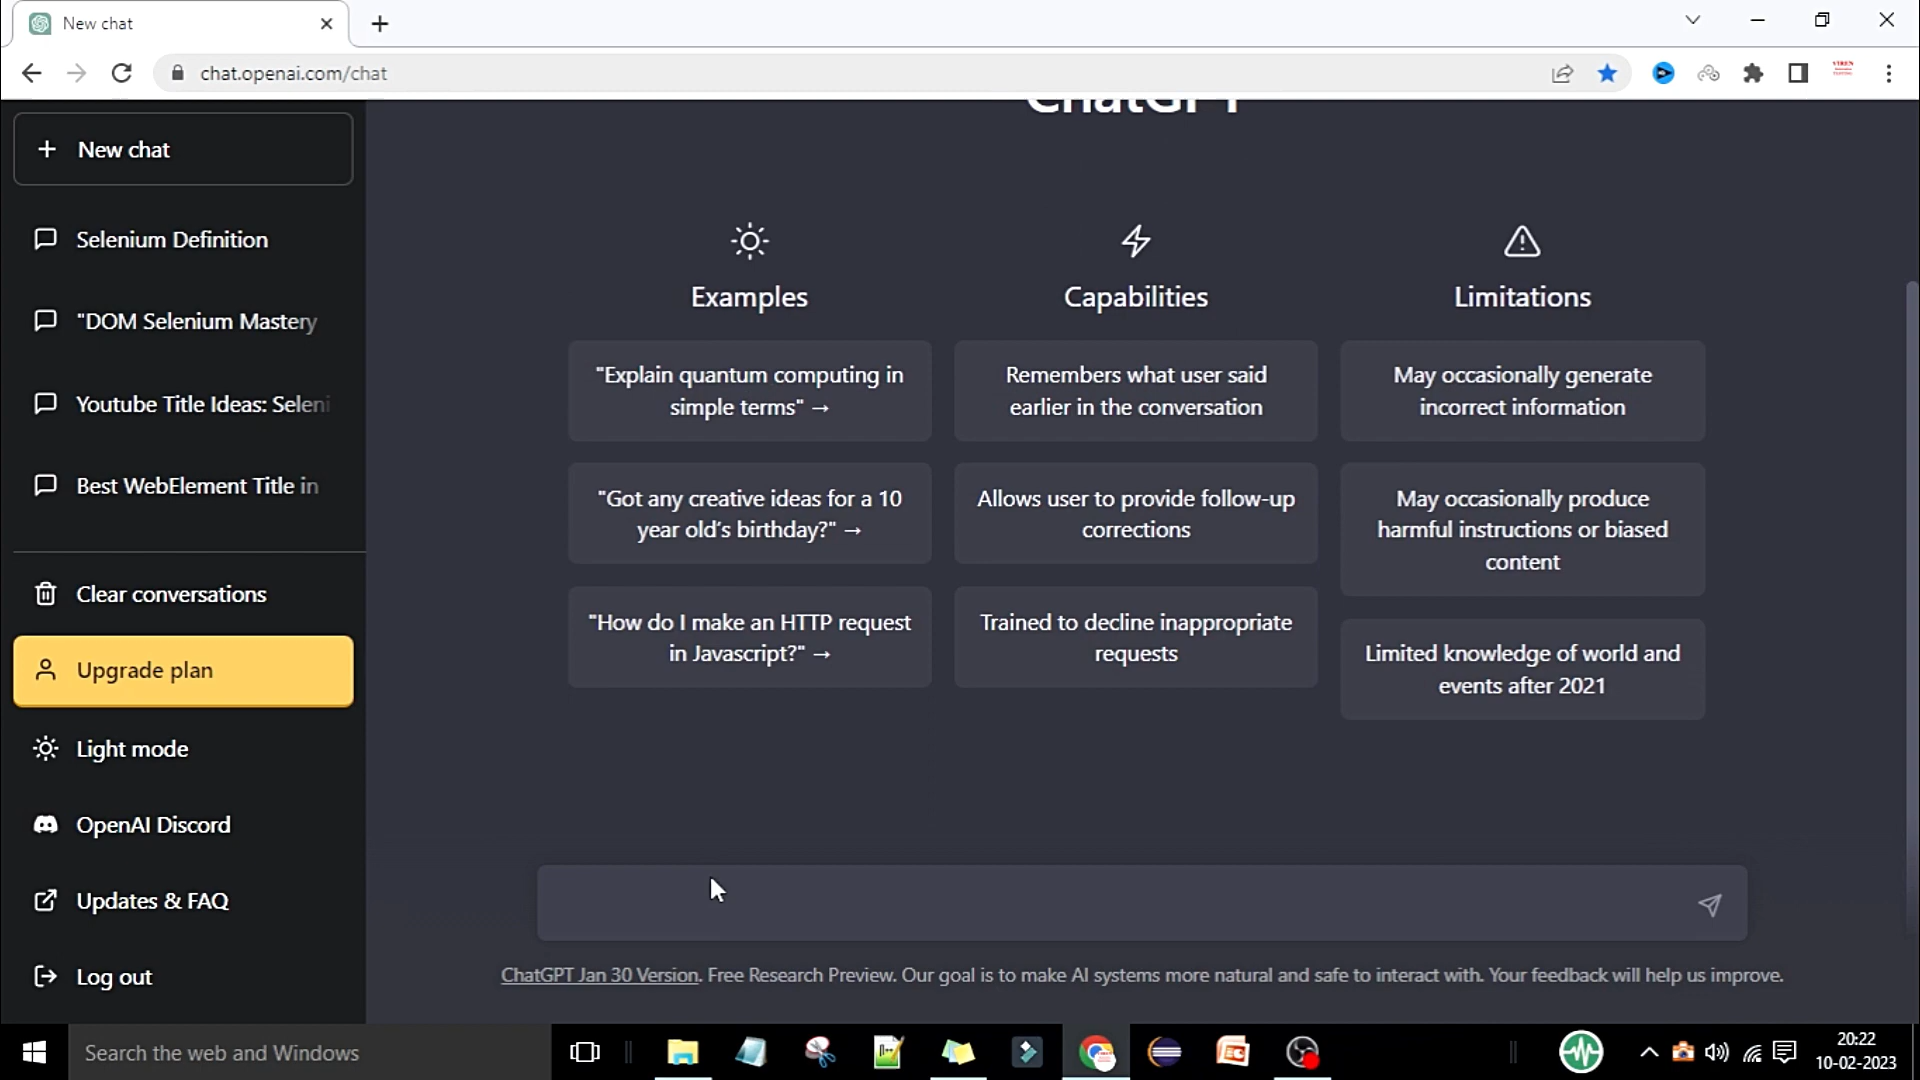 New chat
chat.openai.com/chat
VIREN
New chat
Selenium Definition
"DOM Selenium Mastery
Youtube Title Ideas: Seleni
Best WebElement Title in
Clear conversations
Upgrade plan
Light mode
OpenAI Discord
Updates & FAQ
Log out
ChatGPT
Examples
"Explain quantum computing in
simple terms" →
"Got any creative ideas for a 10
year old’s birthday?" →
"How do I make an HTTP request
in Javascript?" →
Capabilities
Remembers what user said
earlier in the conversation
Allows user to provide follow-up
corrections
Trained to decline inappropriate
requests
Limitations
May occasionally generate
incorrect information
May occasionally produce
harmful instructions or biased
content
Limited knowledge of world and
events after 2021
ChatGPT Jan 30 Version. Free Research Preview. Our goal is to make AI systems more natural and safe to interact with. Your feedback will help us improve.
Search the web and Windows
20:22
10-02-2023